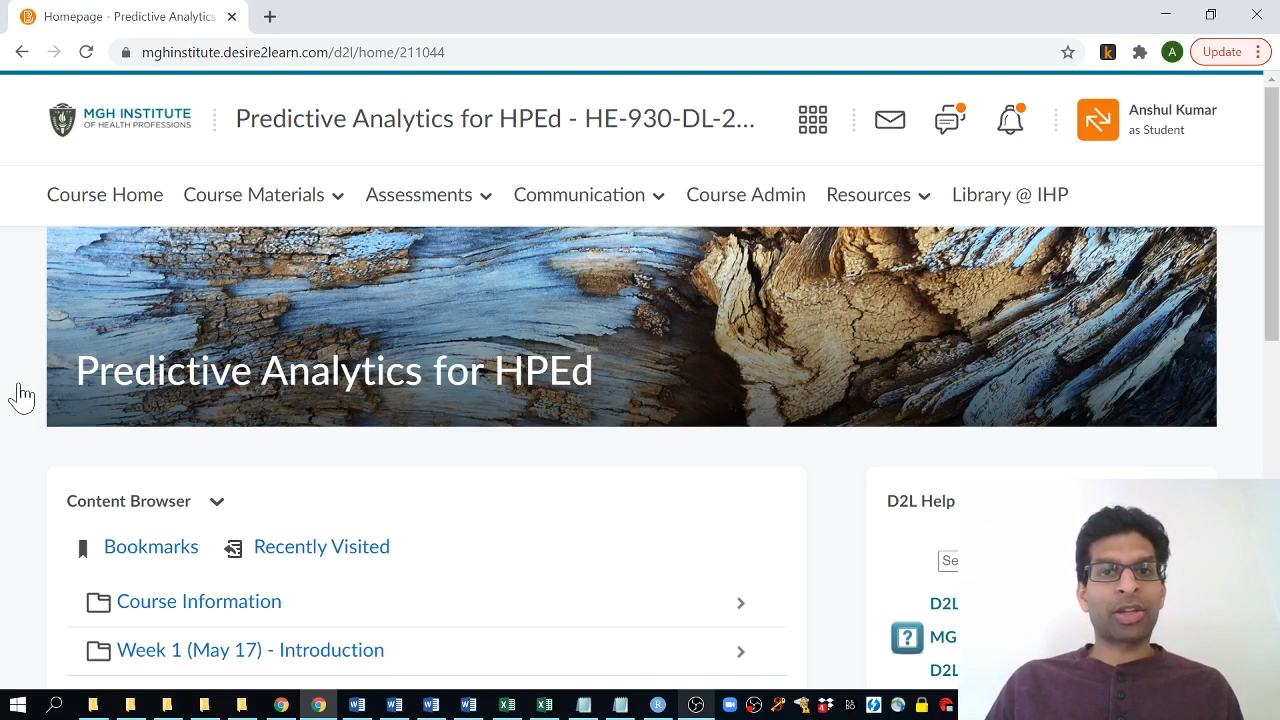 Homepage - Predictive Analytics
mghinstitute.desire2learn.com/d2l/home/211044
k
A
Update
MGH INSTITUTE
OF HEALTH PROFESSIONS
Predictive Analytics for HPEd - HE-930-DL-2...
Anshul Kumar
as Student
Course Home
Course Materials
Assessments
Communication
Course Admin
Resources
Library @ IHP
Predictive Analytics for HPEd
Content Browser
Bookmarks
Recently Visited
Course Information
Week 1 (May 17) - Introduction
D2L Help
Se
D2L
? MG
D2L